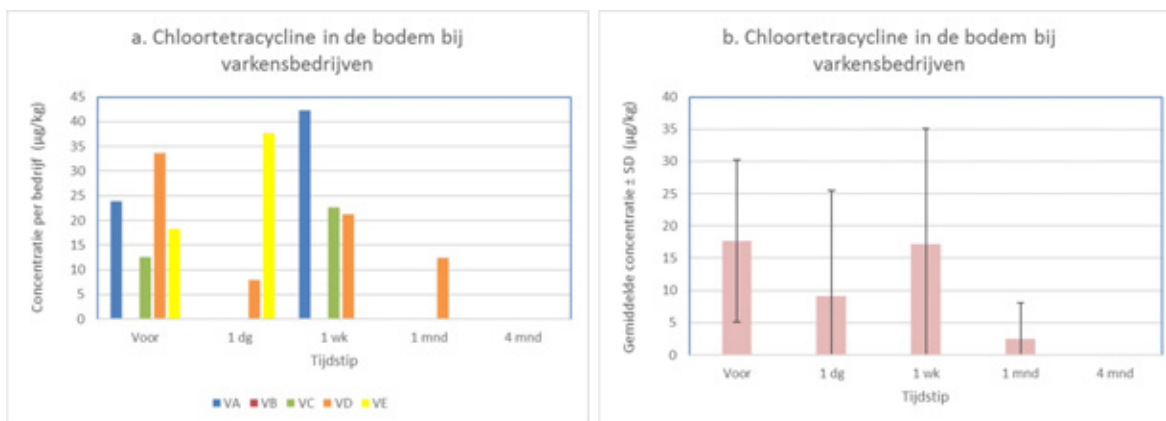 a. Chloortetracycline in de bodem bij
varkensbedrijven
Concentratie per bedrijf (µg/kg)
45
40
35
30
25
20
15
10
5
0
Voor 1 dg 1 wk 1 mnd 4 mnd
Tijdstip
VA VB VC VD VE
b. Chloortetracycline in de bodem bij
varkensbedrijven
Gemiddelde concentratie ± SD (µg/kg)
40
35
30
25
20
15
10
5
0
Voor 1 dg 1 wk 1 mnd 4 mnd
Tijdstip